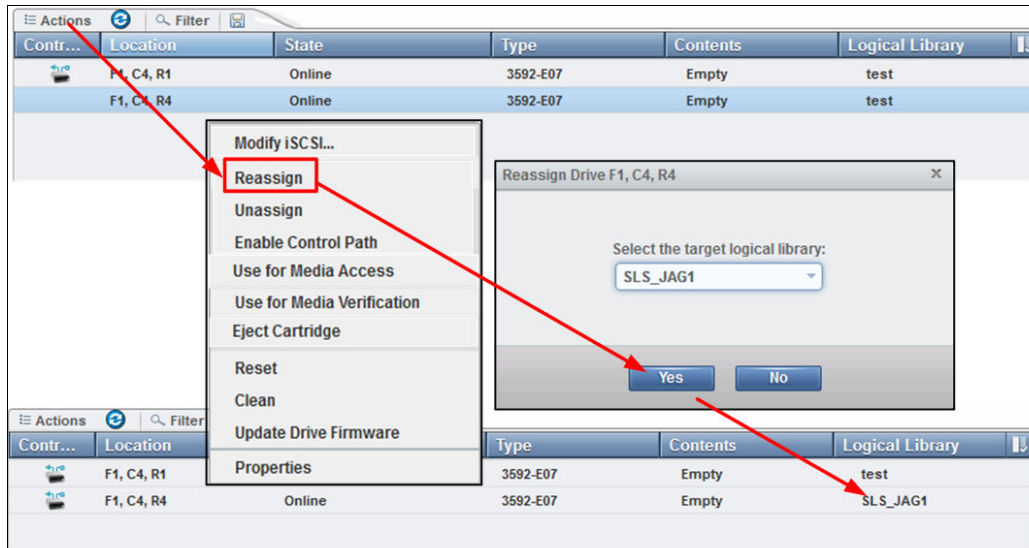 Actions Filter
Contr... Location State Type Contents Logical Library
F1, C4, R1 Online 3592-E07 Empty test
F1, C4, R4 Online 3592-E07 Empty test
Modify iSCSI...
Reassign
Unassign
Enable Control Path
Use for Media Access
Use for Media Verification
Eject Cartridge
Reset
Clean
Update Drive Firmware
Properties
Reassign Drive F1, C4, R4 x
Select the target logical library:
SLS_JAG1
Yes No
Actions Filter
Contr... Location Type Contents Logical Library
F1, C4, R1 3592-E07 Empty test
F1, C4, R4 Online 3592-E07 Empty SLS_JAG1